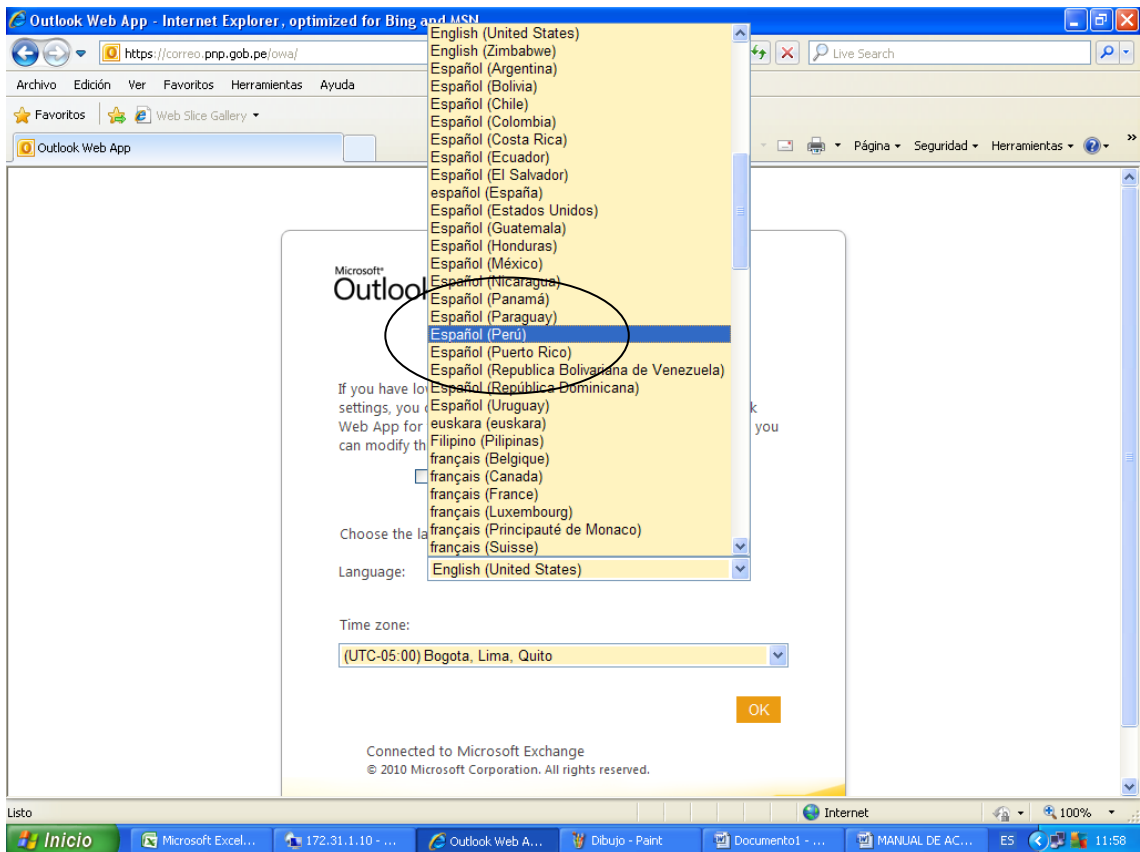 Outlook Web App - Internet Explorer, optimized for Bing and MSN
https://correo.pnp.gob.pe/owa/
Live Search
Archivo Edición Ver Favoritos Herramientas Ayuda
Favoritos Web Slice Gallery
Outlook Web App
Página Seguridad Herramientas
English (United States)
English (Zimbabwe)
Español (Argentina)
Español (Bolivia)
Español (Chile)
Español (Colombia)
Español (Costa Rica)
Español (Ecuador)
Español (El Salvador)
español (España)
Español (Estados Unidos)
Español (Guatemala)
Español (Honduras)
Español (México)
Español (Nicaragua)
Español (Panamá)
Español (Paraguay)
Español (Perú)
Español (Puerto Rico)
Español (Republica Bolivariana de Venezuela)
Español (República Dominicana)
Español (Uruguay)
euskara (euskara)
Filipino (Pilipinas)
français (Belgique)
français (Canada)
français (France)
français (Luxembourg)
français (Principauté de Monaco)
français (Suisse)
Microsoft®
Outlook
If you have
settings, you k
Web App for you
can modify
Choose the
Language: English (United States)
Time zone:
(UTC-05:00) Bogota, Lima, Quito
OK
Connected to Microsoft Exchange
© 2010 Microsoft Corporation. All rights reserved.
Listo Internet 100%
Inicio Microsoft Excel... 172.31.1.10 - ... Outlook Web A... Dibujo - Paint Documento1 - ... MANUAL DE AC... ES 11:58